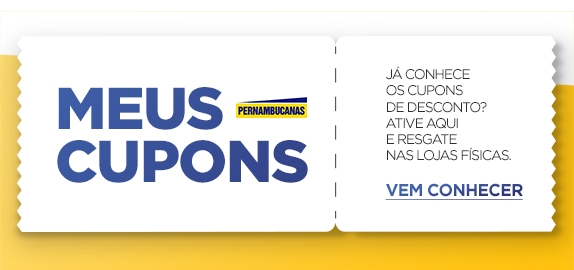 MEUS
PERNAMBUCANAS
CUPONS
JÁ CONHECE
OS CUPONS
DE DESCONTO?
ATIVE AQUI
E RESGATE
NAS LOJAS FÍSICAS.
VEM CONHECER